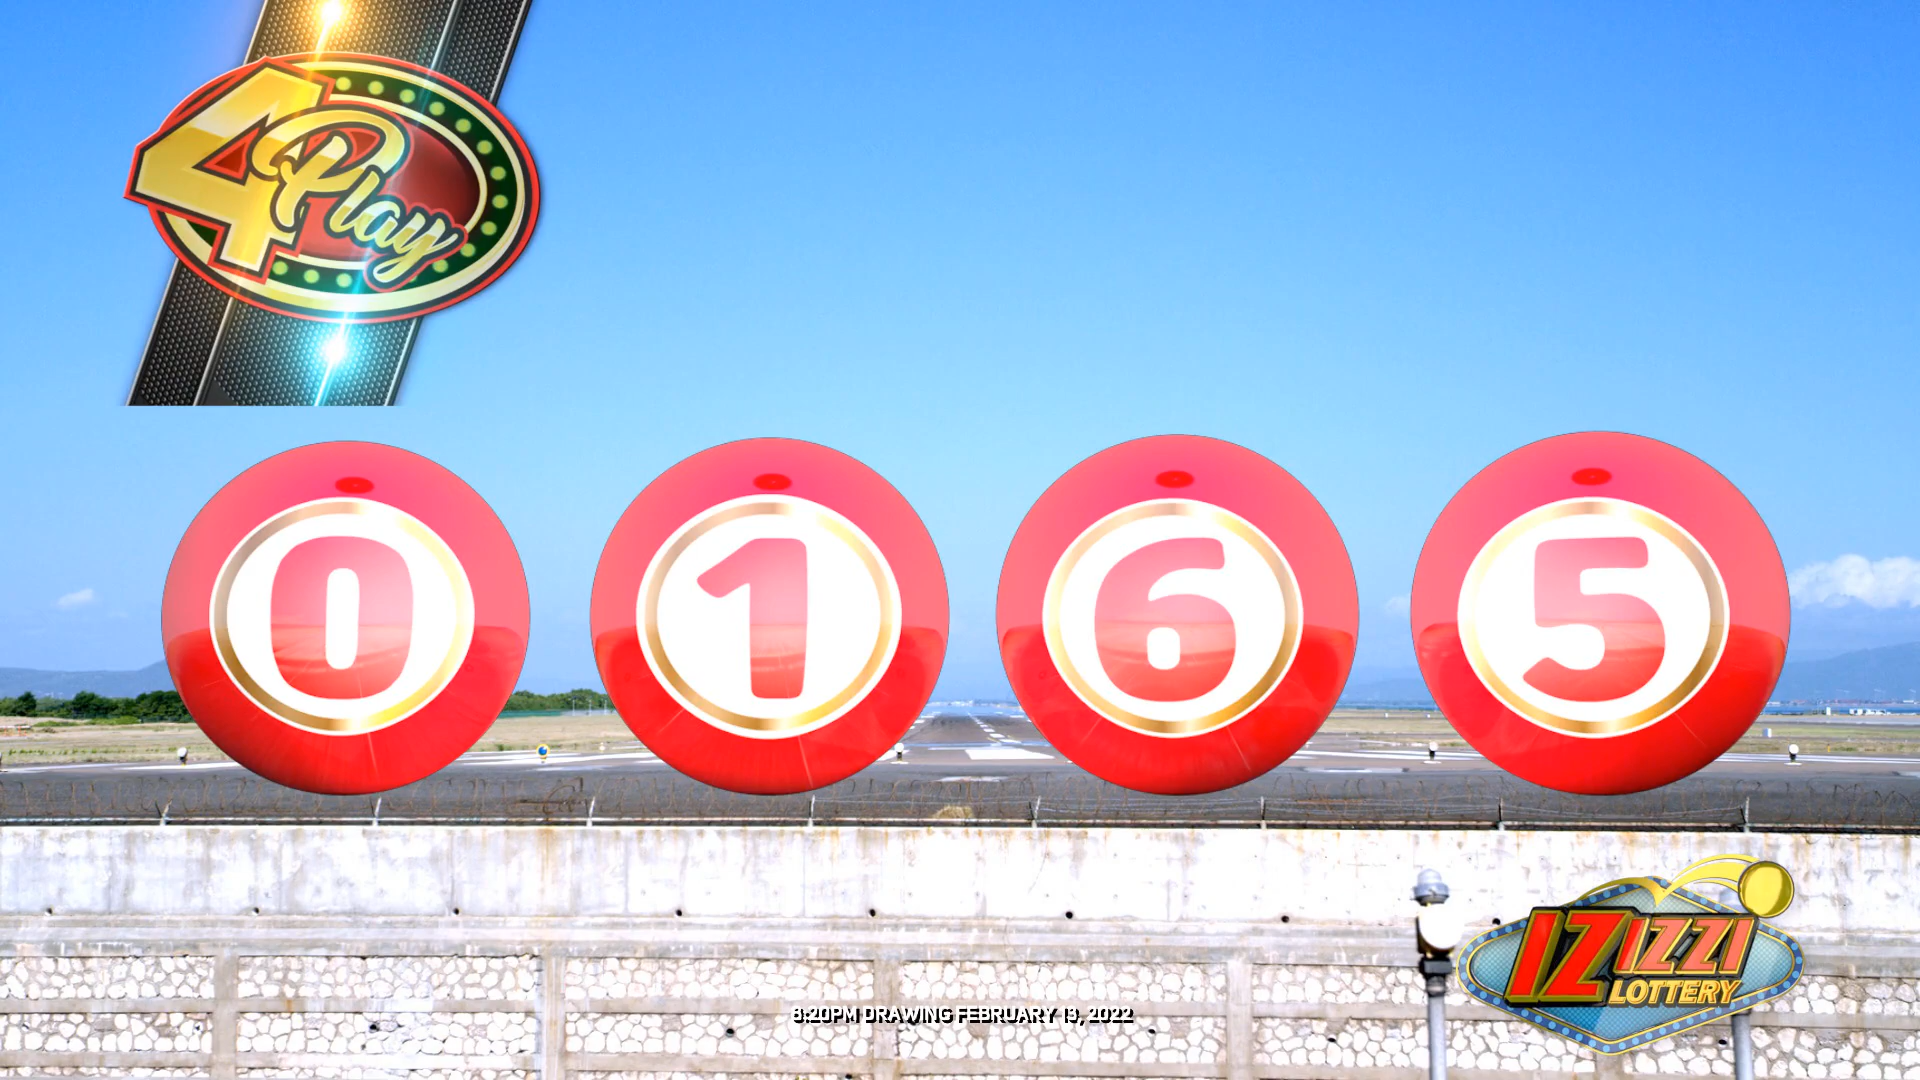 4Play
0 1 6 5
IZIZZI
LOTTERY
8:20PM DRAWING FEBRUARY 13, 2022